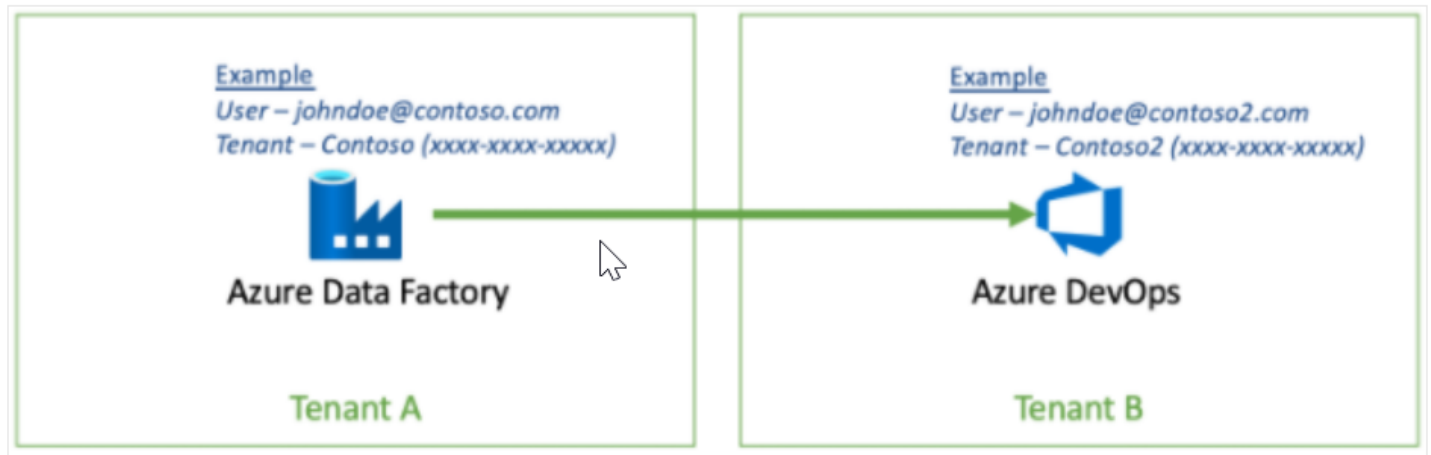 Example
User – johndoe@contoso.com
Tenant – Contoso (xxxx-xxxx-xxxxx)
Azure Data Factory
Tenant A
Example
User – johndoe@contoso2.com
Tenant – Contoso2 (xxxx-xxxx-xxxxx)
Azure DevOps
Tenant B